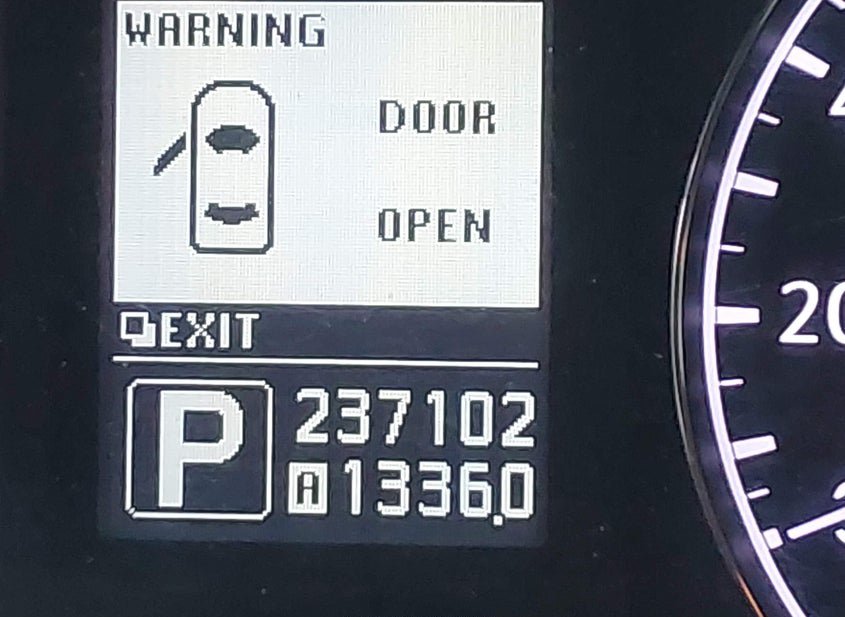 WARNING
DOOR
OPEN
EXIT
P
237102
A 1336.0
20